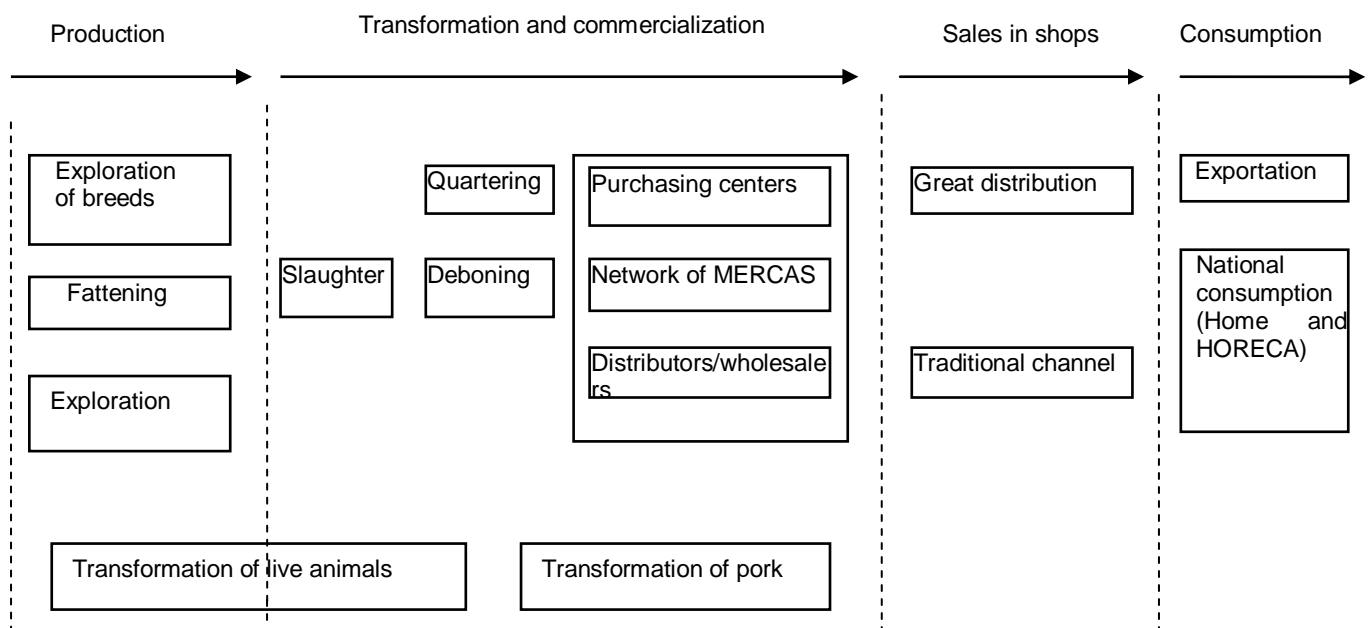 Production
Transformation and commercialization
Sales in shops
Consumption
Exploration
of breeds
Fattening
Exploration
Slaughter
Quartering
Deboning
Purchasing centers
Network of MERCAS
Distributors/wholesale
rs
Great distribution
Traditional channel
Exportation
National
consumption
(Home and
HORECA)
Transformation of live animals
Transformation of pork